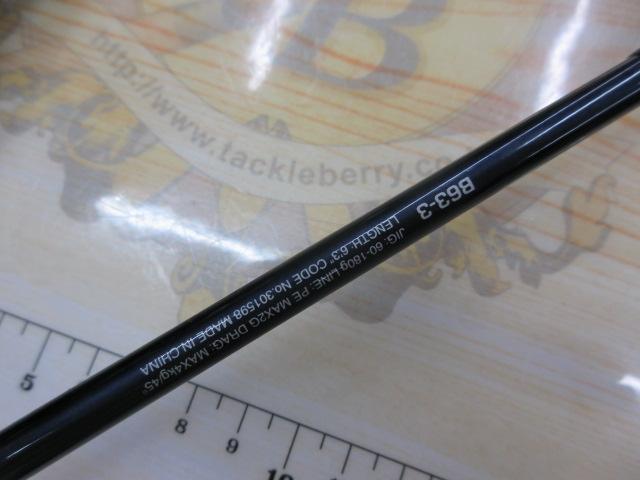 B
http://www.tackleberry.co
B63-3
JIG: 60-180g LINE: PE MAX2G DRAG: MAX4kg/45°
LENGTH: 6'3" CODE No.301598 MADE IN CHINA
5
8
9
10